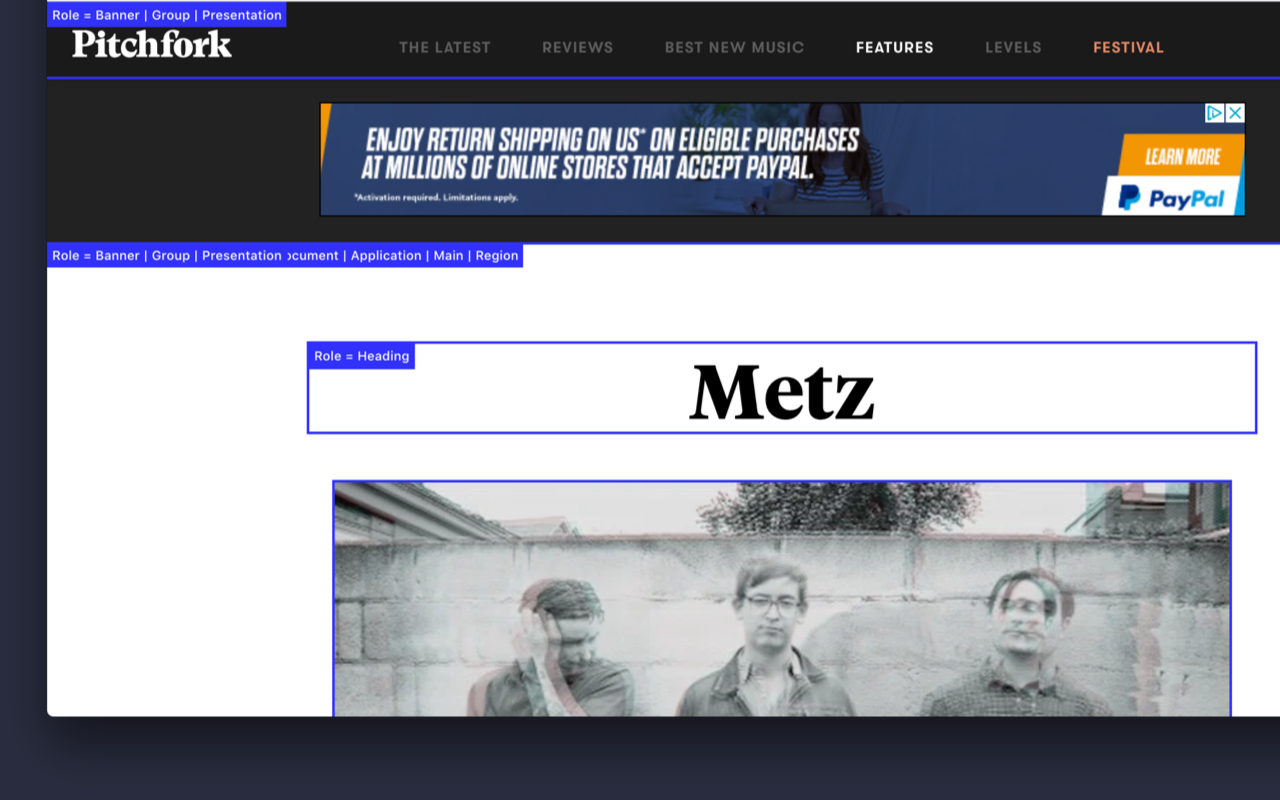 Role = Banner | Group | Presentation
Pitchfork
THE LATEST REVIEWS BEST NEW MUSIC FEATURES LEVELS FESTIVAL
ENJOY RETURN SHIPPING ON US* ON ELIGIBLE PURCHASES
AT MILLIONS OF ONLINE STORES THAT ACCEPT PAYPAL.
*Activation required. Limitations apply.
LEARN MORE
PayPal
Role = Banner | Group | Presentation ocument | Application | Main | Region
Role = Heading
Metz